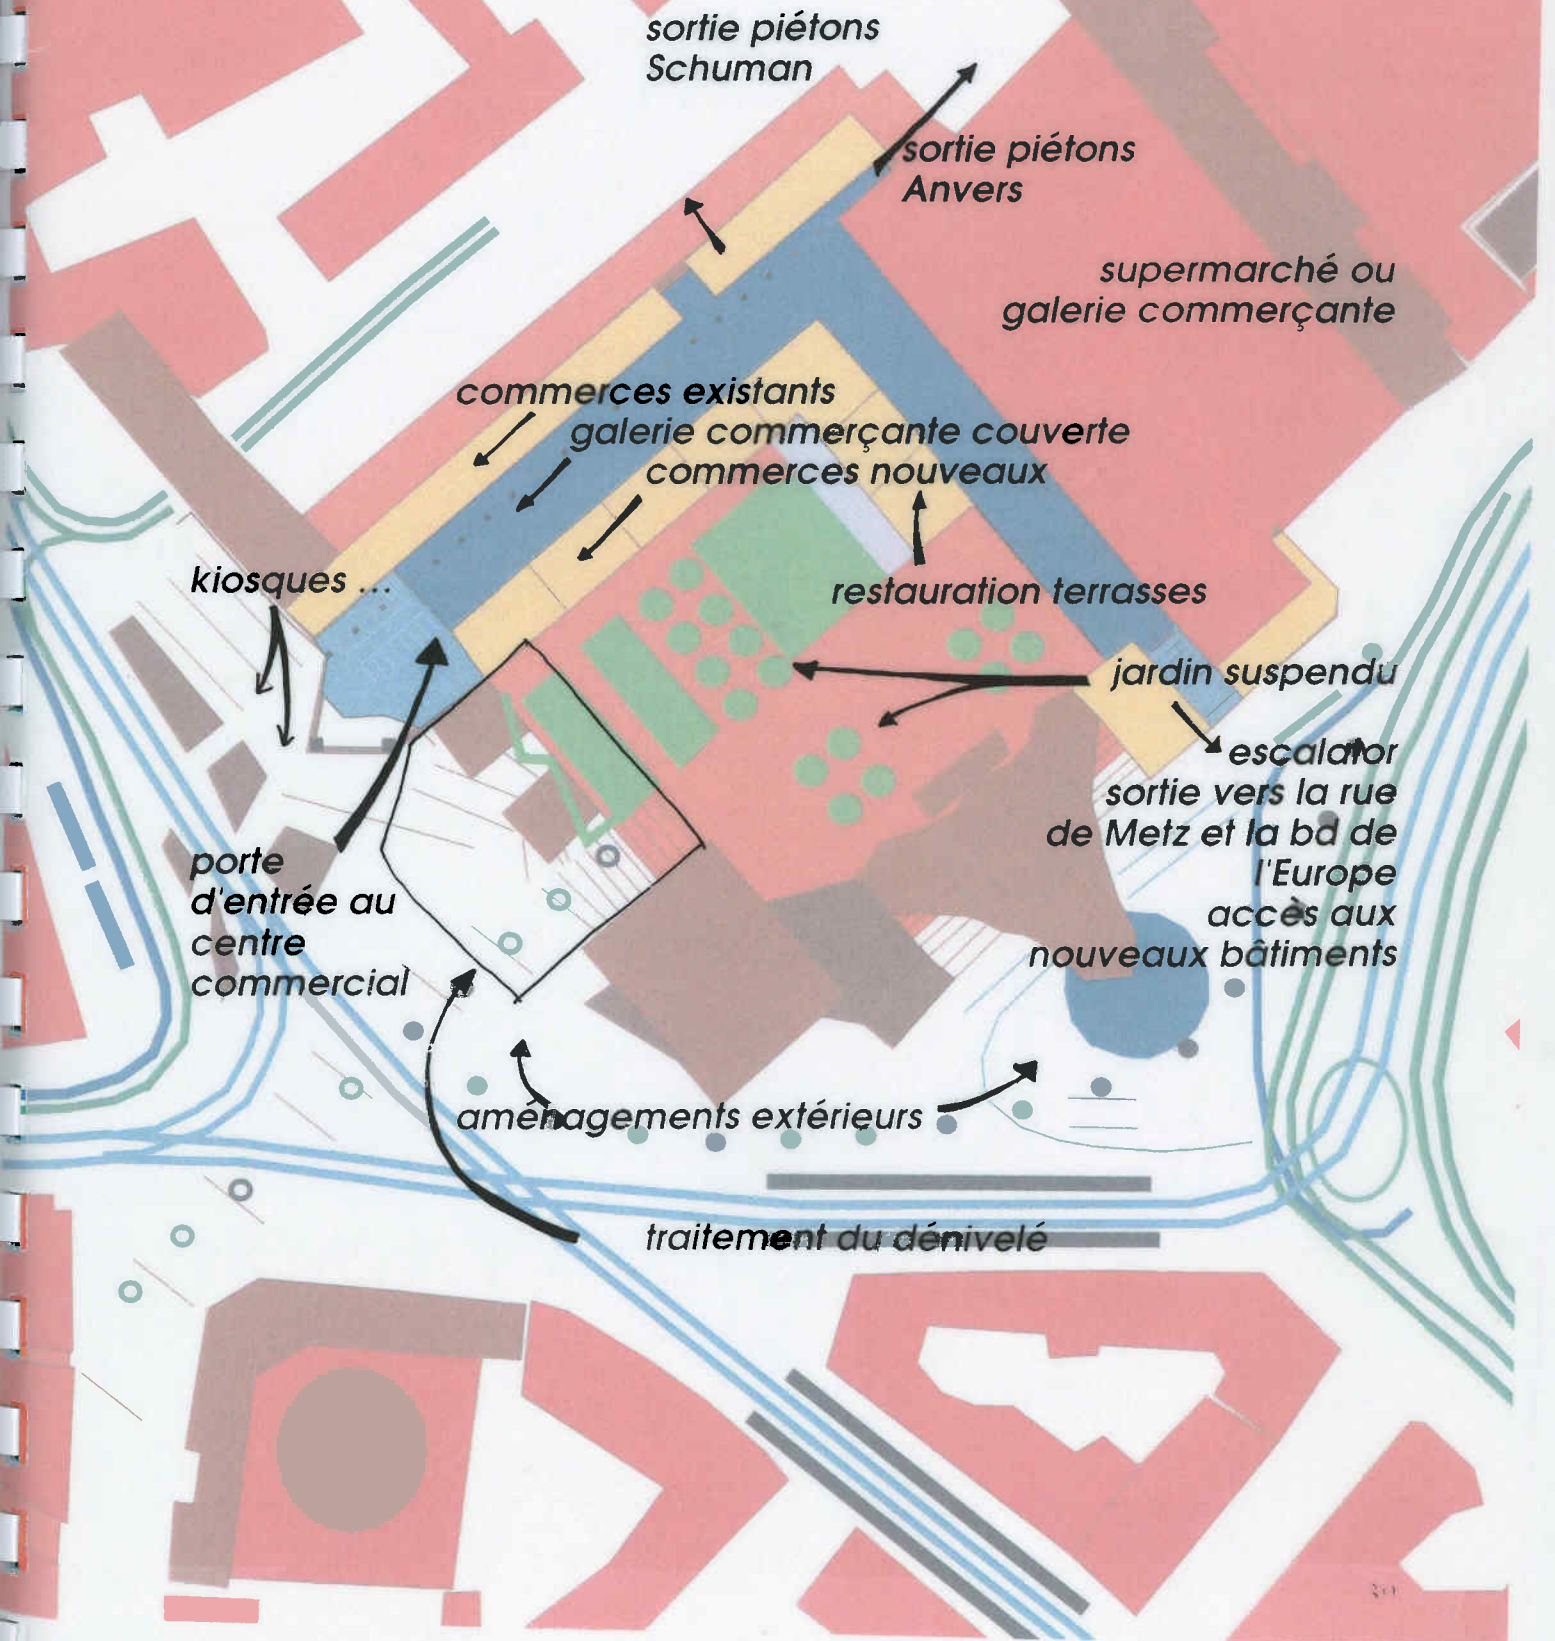 sortie piétons
Schuman
sortie piétons
Anvers
supermarché ou
galerie commerçante
commerces existants
galerie commerçante couverte
commerces nouveaux
kiosques ...
restauration terrasses
jardin suspendu
escalator
sortie vers la rue
de Metz et la bd de
l'Europe
accès aux
nouveaux bâtiments
porte
d'entrée au
centre
commercial
aménagements extérieurs
traitement du dénivelé